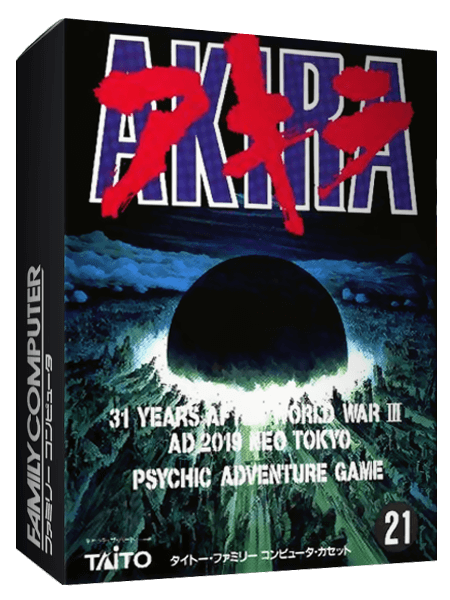 AKIRA
アキラ
31 YEARS AFTER WORLD WAR III
AD 2019 NEO TOKYO
PSYCHIC ADVENTURE GAME
21
TAITO
タイトー・ファミリー コンピュータ・カセット
FAMILY COMPUTER
ファミリー コンピュータ